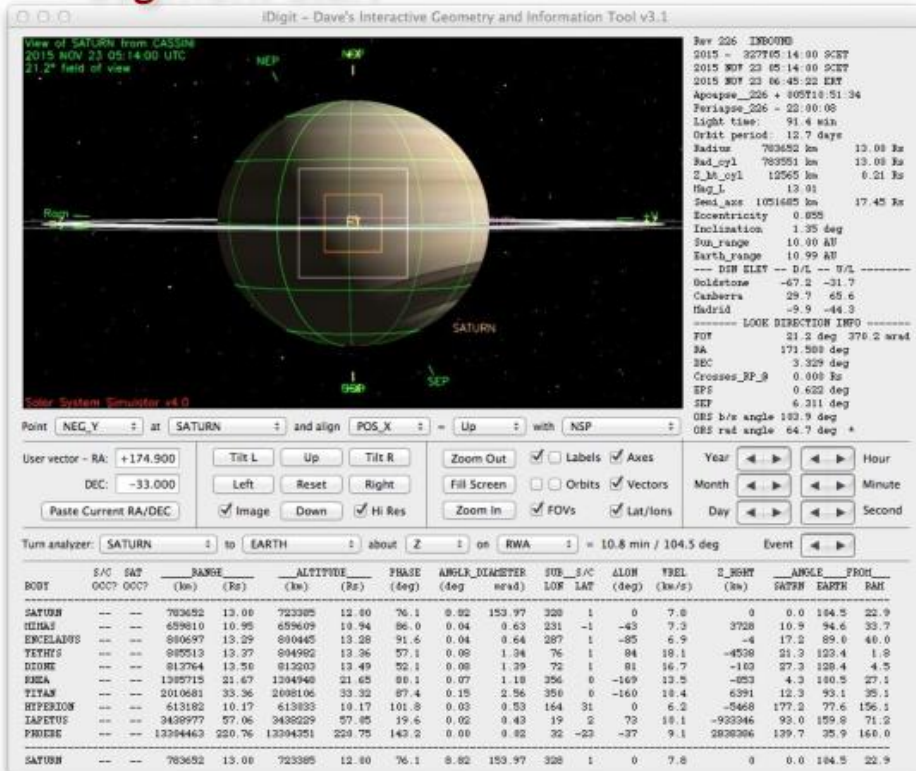 iDigit - Dave's Interactive Geometry and Information Tool v3.1
View of SATURN from CASSINI
2015 NOV 23 05:14:00 UTC
21.2° field of view
NEP
SATURN
SEP
Solar System Simulator v4.0
Rev 226 INBOUND
2015 - 327T05:14:00 SCET
2015 NOV 23 05:14:00 SCET
2015 NOV 23 06:45:22 ERT
Apoapse_226 + 005T10:51:34
Periapse_226 - 22:00:08
Light time: 91.4 min
Orbit period: 12.7 days
Radius 783652 km 13.00 Rs
Rad_cyl 783551 km 13.00 Rs
Z_ht_cyl 12565 km 0.21 Rs
Mag_L 13.01
Semi_axs 1051685 km 17.45 Rs
Eccentricity 0.855
Inclination 1.35 deg
Sun_range 10.00 AU
Earth_range 10.99 AU
--- DSN ELEV -- D/L -- U/L --------
Goldstone -67.2 -31.7
Canberra 29.7 65.6
Madrid -9.9 -44.3
------- LOOK DIRECTION INFO -------
FOV 21.2 deg 370.2 mrad
RA 171.580 deg
DEC 3.329 deg
Crosses_RP_@ 0.000 Rs
EPS 0.622 deg
SEP 6.311 deg
ORS b/s angle 103.9 deg
ORS rad angle 64.7 deg *
Point NEG_Y at SATURN and align POS_X = Up with NSP
User vector - RA: +174.900 Tilt L Up Tilt R Zoom Out Labels Axes Year Hour
DEC: -33.000 Left Reset Right Fill Screen Orbits Vectors Month Minute
Paste Current RA/DEC Image Down Hi Res Zoom In FOVs Lat/lons Day Second
Turn analyzer: SATURN to EARTH about Z on RWA = 10.8 min / 104.5 deg Event
S/C SAT RANGE ALTITUDE PHASE ANGLR_DIAMETER SUB_S/C ΔLON VREL Z_HGHT ANGLE FROM
BODY OCC? OCC? (km) (Rs) (km) (Rs) (deg) (deg) mrad) LON LAT (deg) (km/s) (km) SATRN EARTH RAM
SATURN -- -- 783652 13.00 723385 12.00 76.1 8.82 153.97 328 1 0 7.8 0 0.0 104.5 22.9
MIMAS -- -- 659810 10.95 659609 10.94 86.0 0.04 0.63 231 -1 -43 7.3 3728 10.9 94.6 33.7
ENCELADUS -- -- 800697 13.29 800445 13.28 91.6 0.04 0.64 287 1 -85 6.9 -4 17.2 89.0 40.0
TETHYS -- -- 805513 13.37 804982 13.36 57.1 0.08 1.34 76 1 84 18.1 -4538 21.3 123.4 1.8
DIONE -- -- 813764 13.50 813203 13.49 52.1 0.08 1.39 72 1 81 16.7 -103 27.3 128.4 4.5
RHEA -- -- 1305715 21.67 1304948 21.65 80.1 0.07 1.18 356 0 -169 13.5 -853 4.3 100.5 27.1
TITAN -- -- 2010681 33.36 2008106 33.32 87.4 0.15 2.56 350 0 -160 10.4 6391 12.3 93.1 35.1
HYPERION -- -- 613182 10.17 613033 10.17 101.8 0.03 0.53 164 31 0 6.2 -5468 177.2 77.6 156.1
IAPETUS -- -- 3438977 57.06 3438229 57.05 19.6 0.02 0.43 19 2 73 10.1 -933346 93.0 159.8 71.2
PHOEBE -- -- 13304463 220.76 13304351 220.75 143.2 0.00 0.02 32 -23 -37 9.1 2838386 139.7 35.9 160.0
SATURN -- -- 783652 13.00 723385 12.00 76.1 8.82 153.97 328 1 0 7.8 0 0.0 104.5 22.9